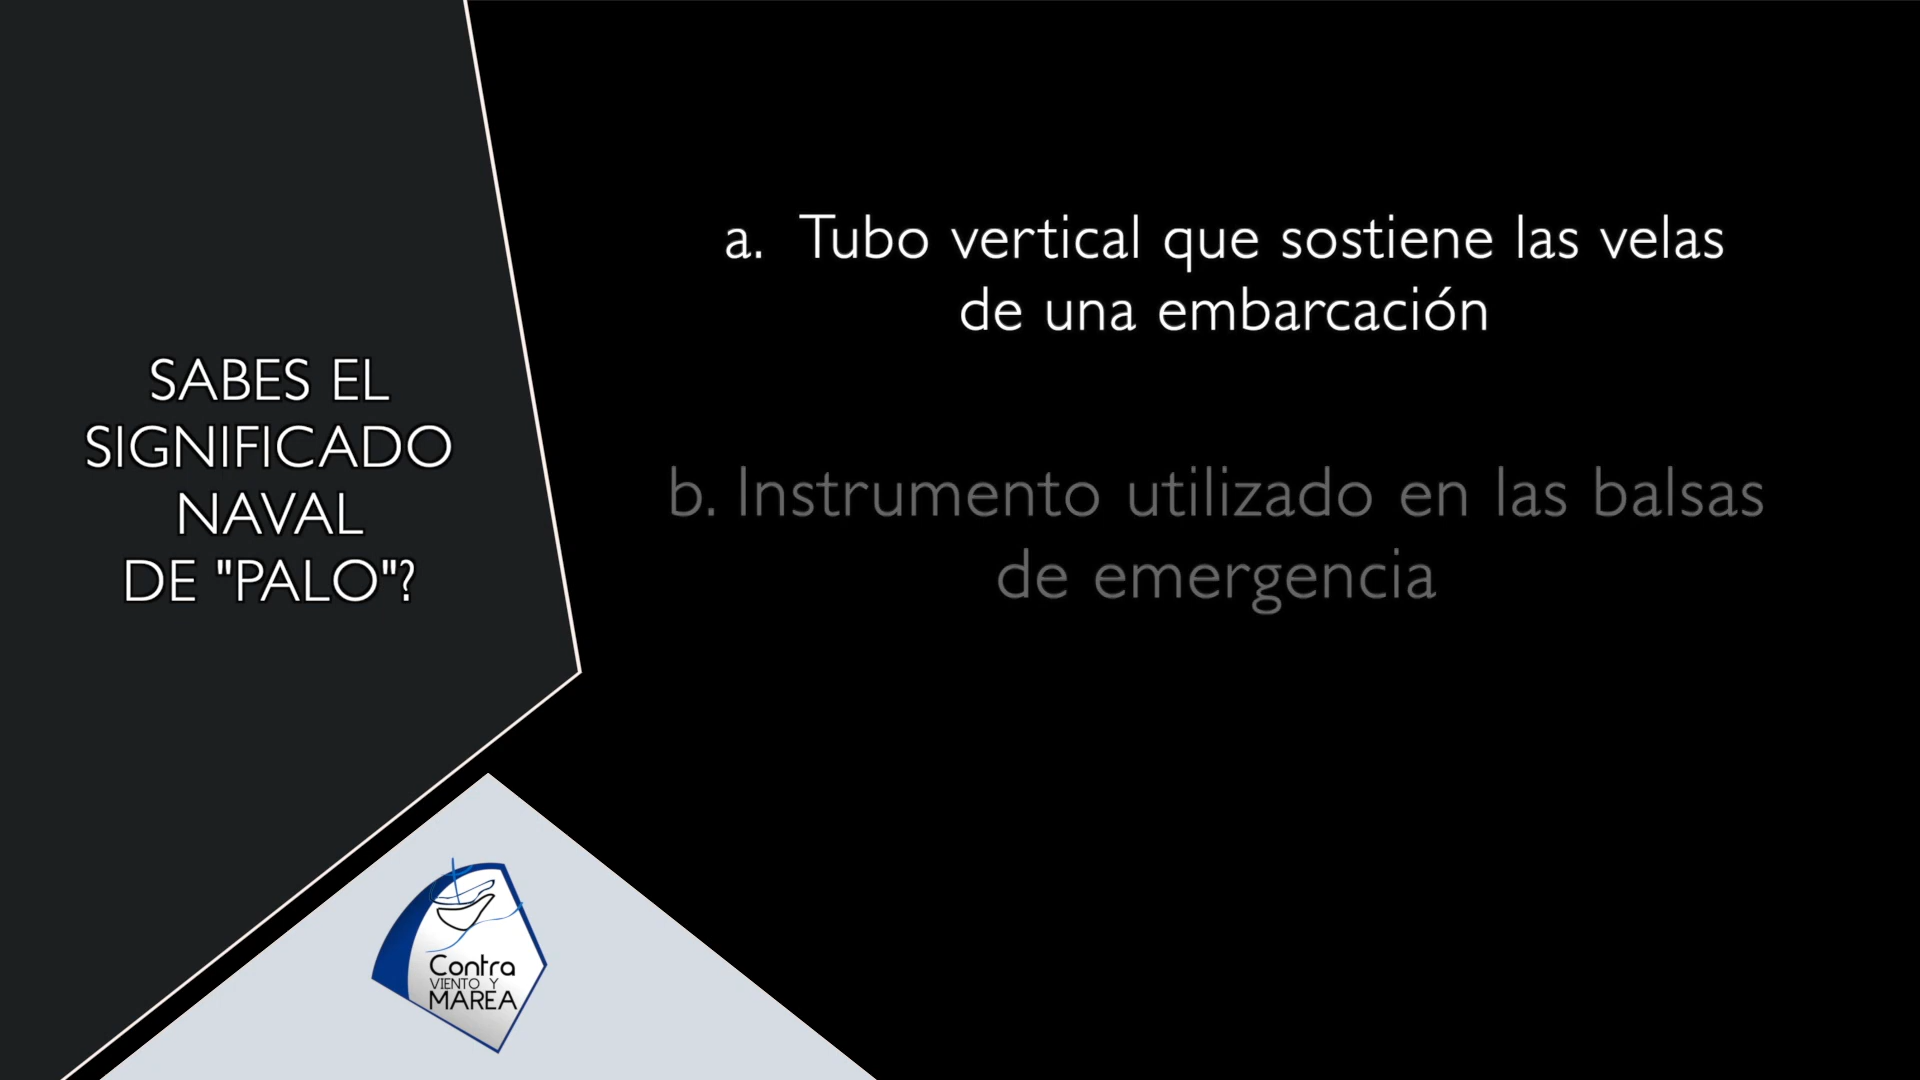 SABES EL
SIGNIFICADO
NAVAL
DE "PALO"?
a. Tubo vertical que sostiene las velas
de una embarcación
b. Instrumento utilizado en las balsas
de emergencia
Contra
VIENTO Y
MAREA